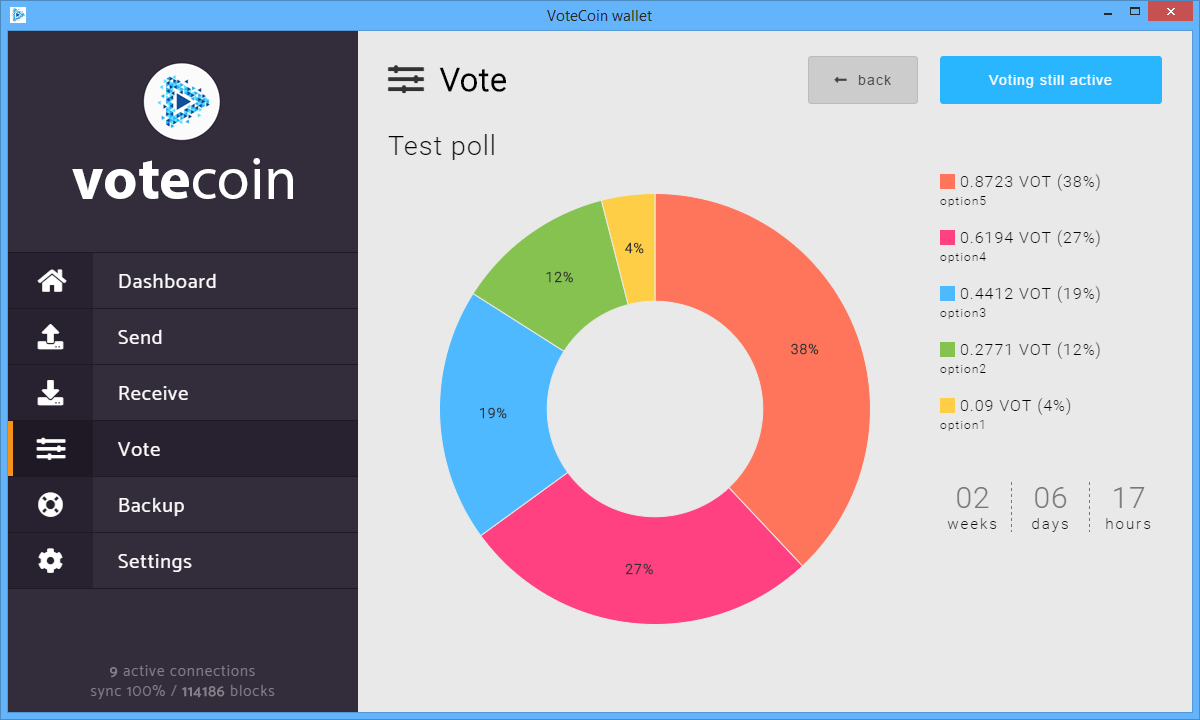 VoteCoin wallet
votecoin
Dashboard
Send
Receive
Vote
Backup
Settings
9 active connections
sync 100% / 114186 blocks
Vote
back
Voting still active
Test poll
38%
27%
19%
12%
4%
0.8723 VOT (38%)
option5
0.6194 VOT (27%)
option4
0.4412 VOT (19%)
option3
0.2771 VOT (12%)
option2
0.09 VOT (4%)
option1
02 06 17
weeks days hours